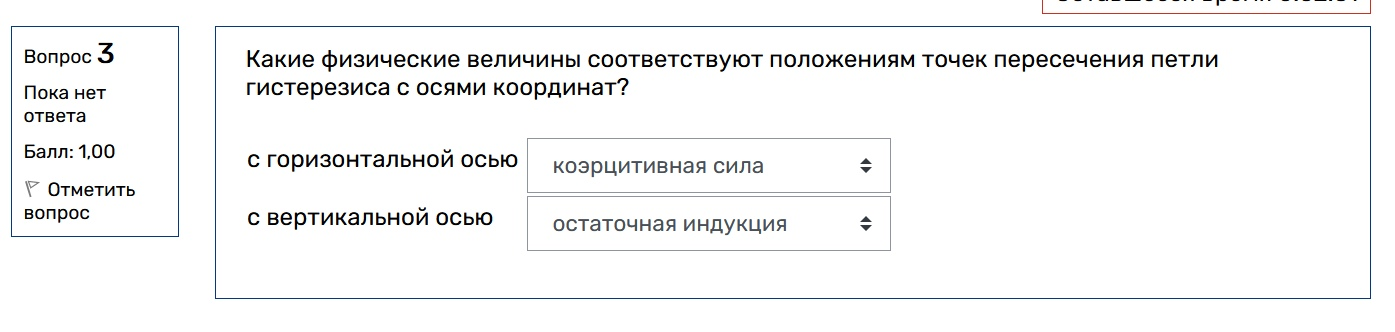 Вопрос 3
Пока нет
ответа
Балл: 1,00
Отметить
вопрос
Какие физические величины соответствуют положениям точек пересечения петли
гистерезиса с осями координат?
с горизонтальной осью
коэрцитивная сила
с вертикальной осью
остаточная индукция